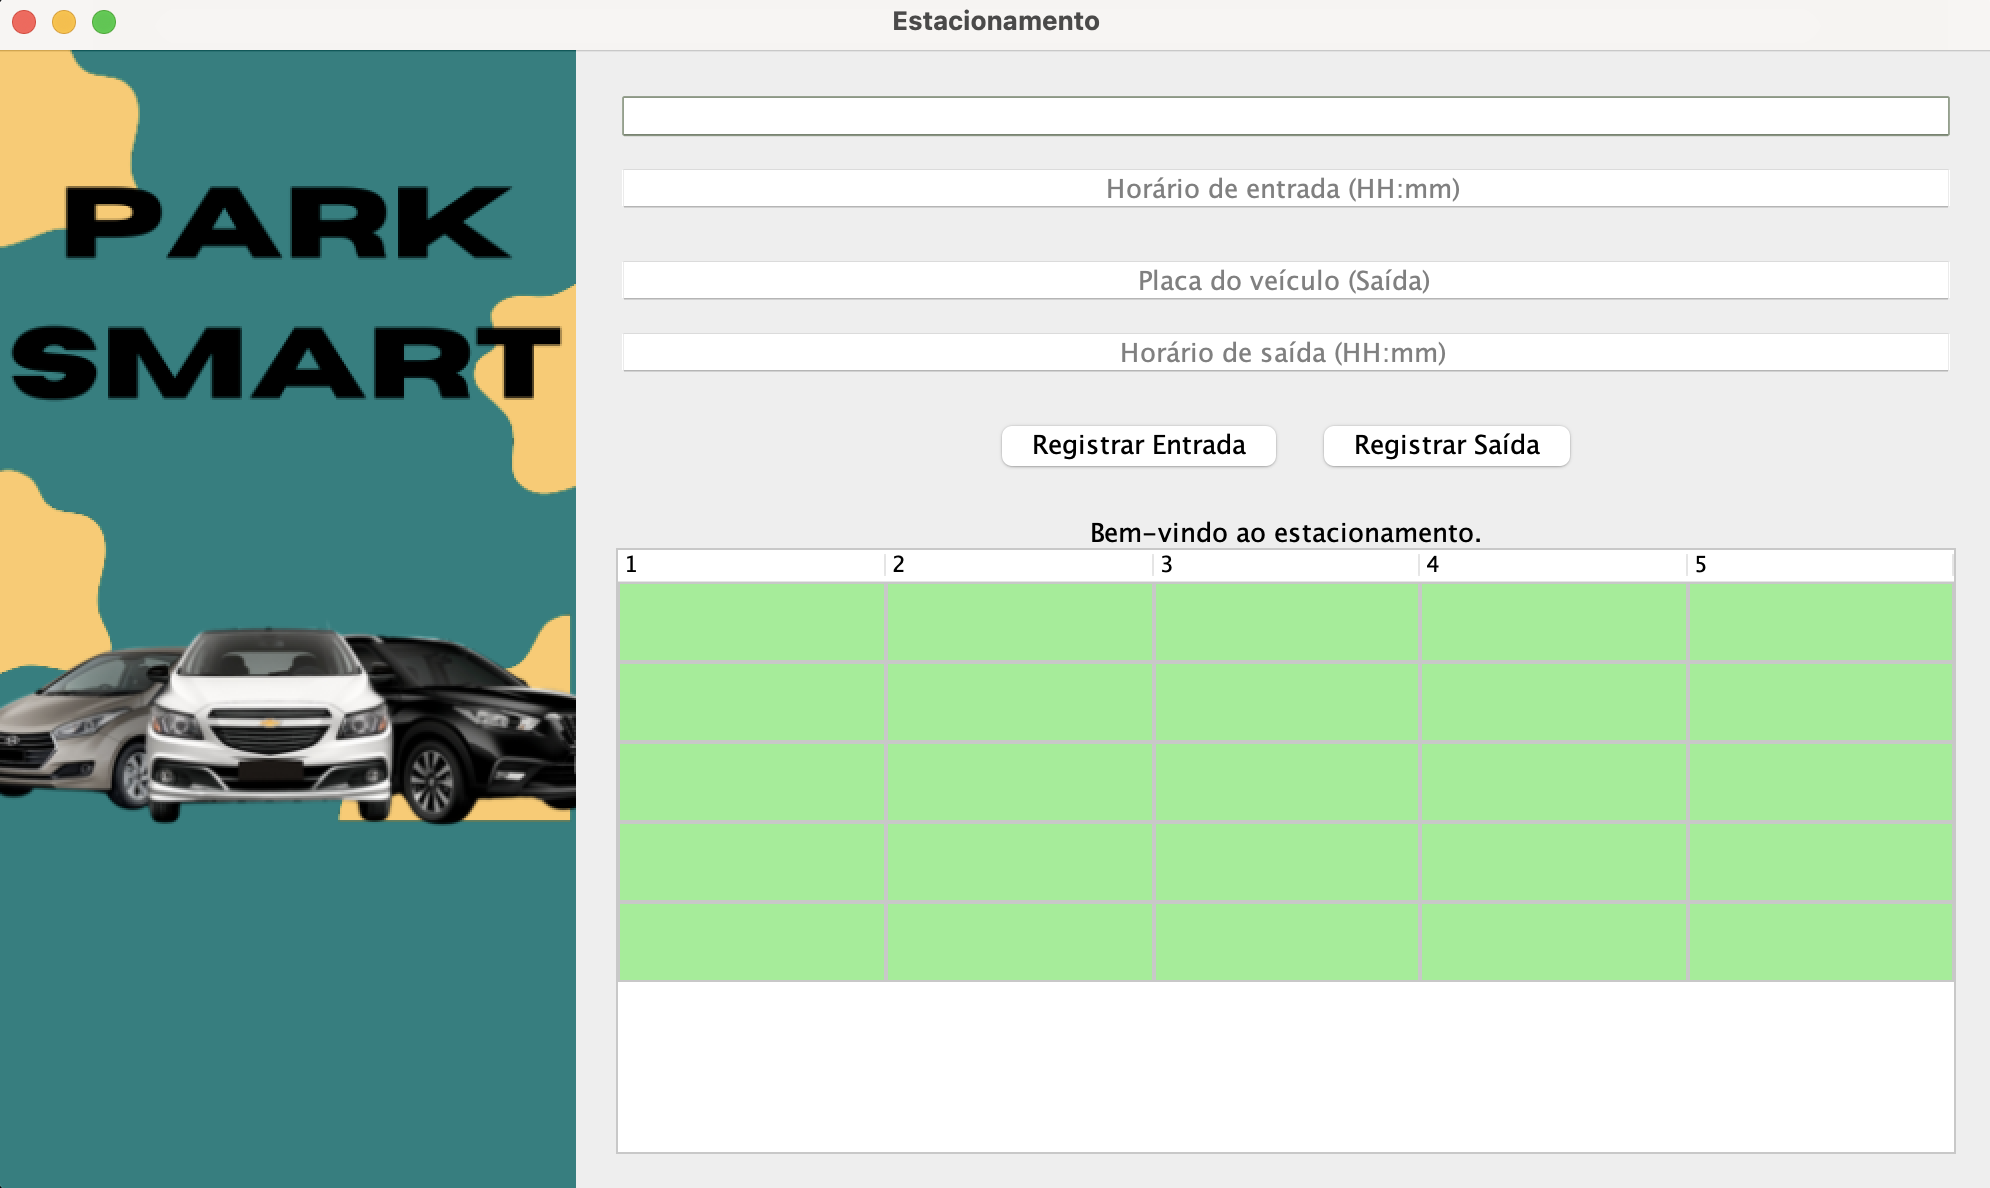 Estacionamento
PARK
SMART
Horário de entrada (HH:mm)
Placa do veículo (Saída)
Horário de saída (HH:mm)
Registrar Entrada Registrar Saída
Bem-vindo ao estacionamento.
1 2 3 4 5